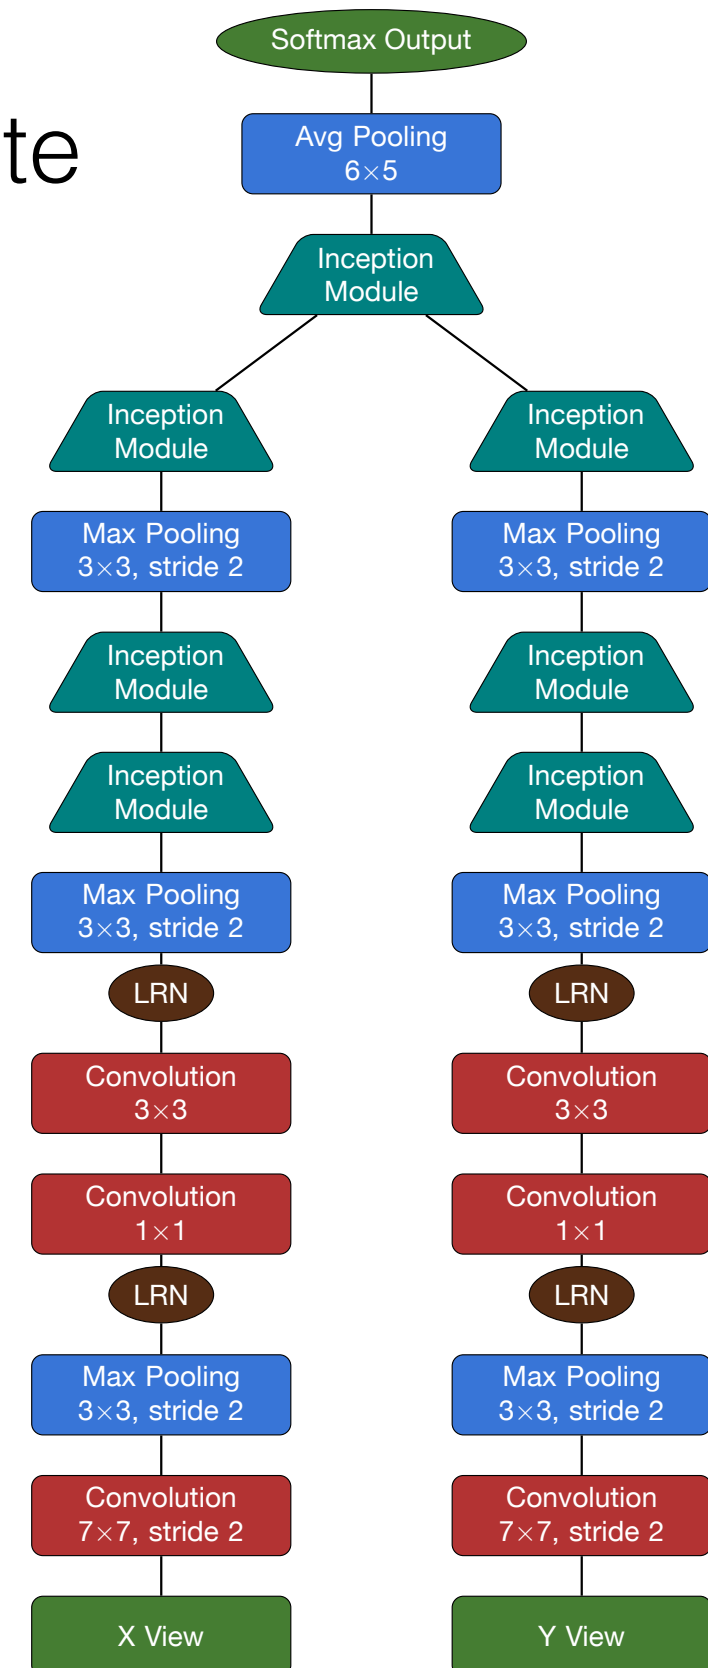 Softmax Output
te
Avg Pooling
6×5
Inception
Module
Inception
Module
Inception
Module
Max Pooling
3×3, stride 2
Max Pooling
3×3, stride 2
Inception
Module
Inception
Module
Inception
Module
Inception
Module
Max Pooling
3×3, stride 2
Max Pooling
3×3, stride 2
LRN
LRN
Convolution
3×3
Convolution
3×3
Convolution
1×1
Convolution
1×1
LRN
LRN
Max Pooling
3×3, stride 2
Max Pooling
3×3, stride 2
Convolution
7×7, stride 2
Convolution
7×7, stride 2
X View
Y View